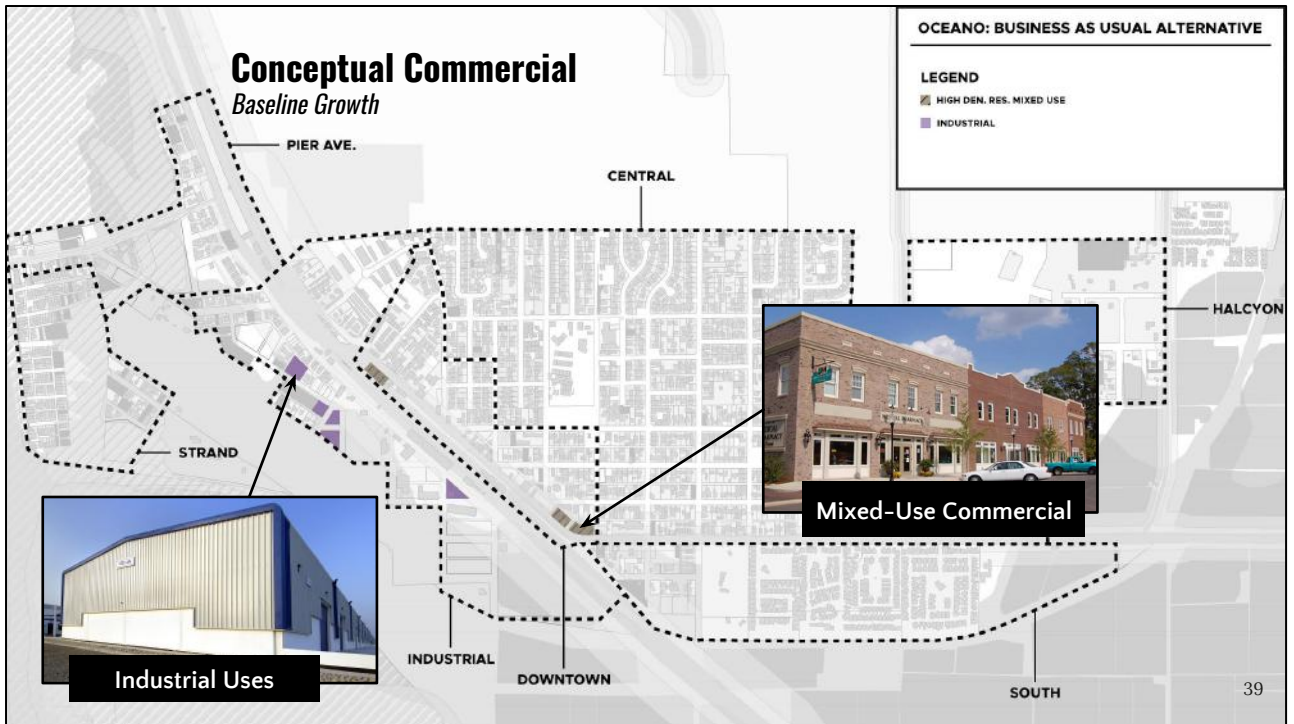 Conceptual Commercial
Baseline Growth
OCEANO: BUSINESS AS USUAL ALTERNATIVE
LEGEND
HIGH DEN. RES. MIXED USE
INDUSTRIAL
PIER AVE.
CENTRAL
HALCYON
STRAND
Mixed-Use Commercial
Industrial Uses
INDUSTRIAL
DOWNTOWN
SOUTH
39